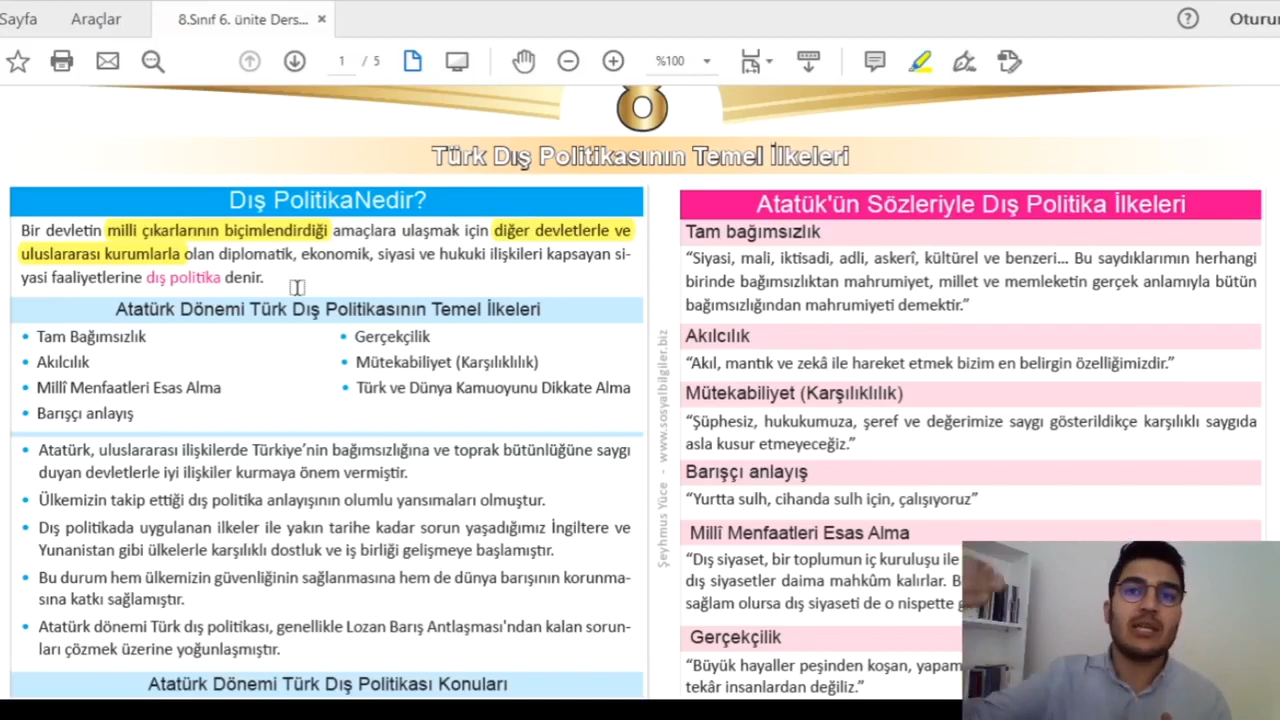 Sayfa
Araçlar
8.Sınıf 6. ünite Ders...
×
?
Oturun
1 / 5
%100
8
Türk Dış Politikasının Temel İlkeleri
Dış PolitikaNedir?
Bir devletin milli çıkarlarının biçimlendirdiği amaçlara ulaşmak için diğer devletlerle ve
uluslararası kurumlarla olan diplomatik, ekonomik, siyasi ve hukuki ilişkileri kapsayan si-
yasi faaliyetlerine dış politika denir.
Atatürk Dönemi Türk Dış Politikasının Temel İlkeleri
• Tam Bağımsızlık
• Akılcılık
• Millî Menfaatleri Esas Alma
• Barışçı anlayış
• Gerçekçilik
• Mütekabiliyet (Karşılıklılık)
• Türk ve Dünya Kamuoyunu Dikkate Alma
• Atatürk, uluslararası ilişkilerde Türkiye’nin bağımsızlığına ve toprak bütünlüğüne saygı
duyan devletlerle iyi ilişkiler kurmaya önem vermiştir.
• Ülkemizin takip ettiği dış politika anlayışının olumlu yansımaları olmuştur.
• Dış politikada uygulanan ilkeler ile yakın tarihe kadar sorun yaşadığımız İngiltere ve
Yunanistan gibi ülkelerle karşılıklı dostluk ve iş birliği gelişmeye başlamıştır.
• Bu durum hem ülkemizin güvenliğinin sağlanmasına hem de dünya barışının korunma-
sına katkı sağlamıştır.
• Atatürk dönemi Türk dış politikası, genellikle Lozan Barış Antlaşması'ndan kalan sorun-
ları çözmek üzerine yoğunlaşmıştır.
Atatürk Dönemi Türk Dış Politikası Konuları
Şeyhmus Yüce - www.sosyalbilgiler.biz
Atatük'ün Sözleriyle Dış Politika İlkeleri
Tam bağımsızlık
“Siyasi, mali, iktisadi, adli, askerî, kültürel ve benzeri... Bu saydıklarımın herhangi
birinde bağımsızlıktan mahrumiyet, millet ve memleketin gerçek anlamıyla bütün
bağımsızlığından mahrumiyeti demektir.”
Akılcılık
“Akıl, mantık ve zekâ ile hareket etmek bizim en belirgin özelliğimizdir.”
Mütekabiliyet (Karşılıklılık)
“Şüphesiz, hukukumuza, şeref ve değerimize saygı gösterildikçe karşılıklı saygıda
asla kusur etmeyeceğiz.”
Barışçı anlayış
“Yurtta sulh, cihanda sulh için, çalışıyoruz”
Millî Menfaatleri Esas Alma
“Dış siyaset, bir toplumun iç kuruluşu ile
dış siyasetler daima mahkûm kalırlar. B
sağlam olursa dış siyaseti de o nispette
Gerçekçilik
“Büyük hayaller peşinden koşan, yapam
tekâr insanlardan değiliz.”